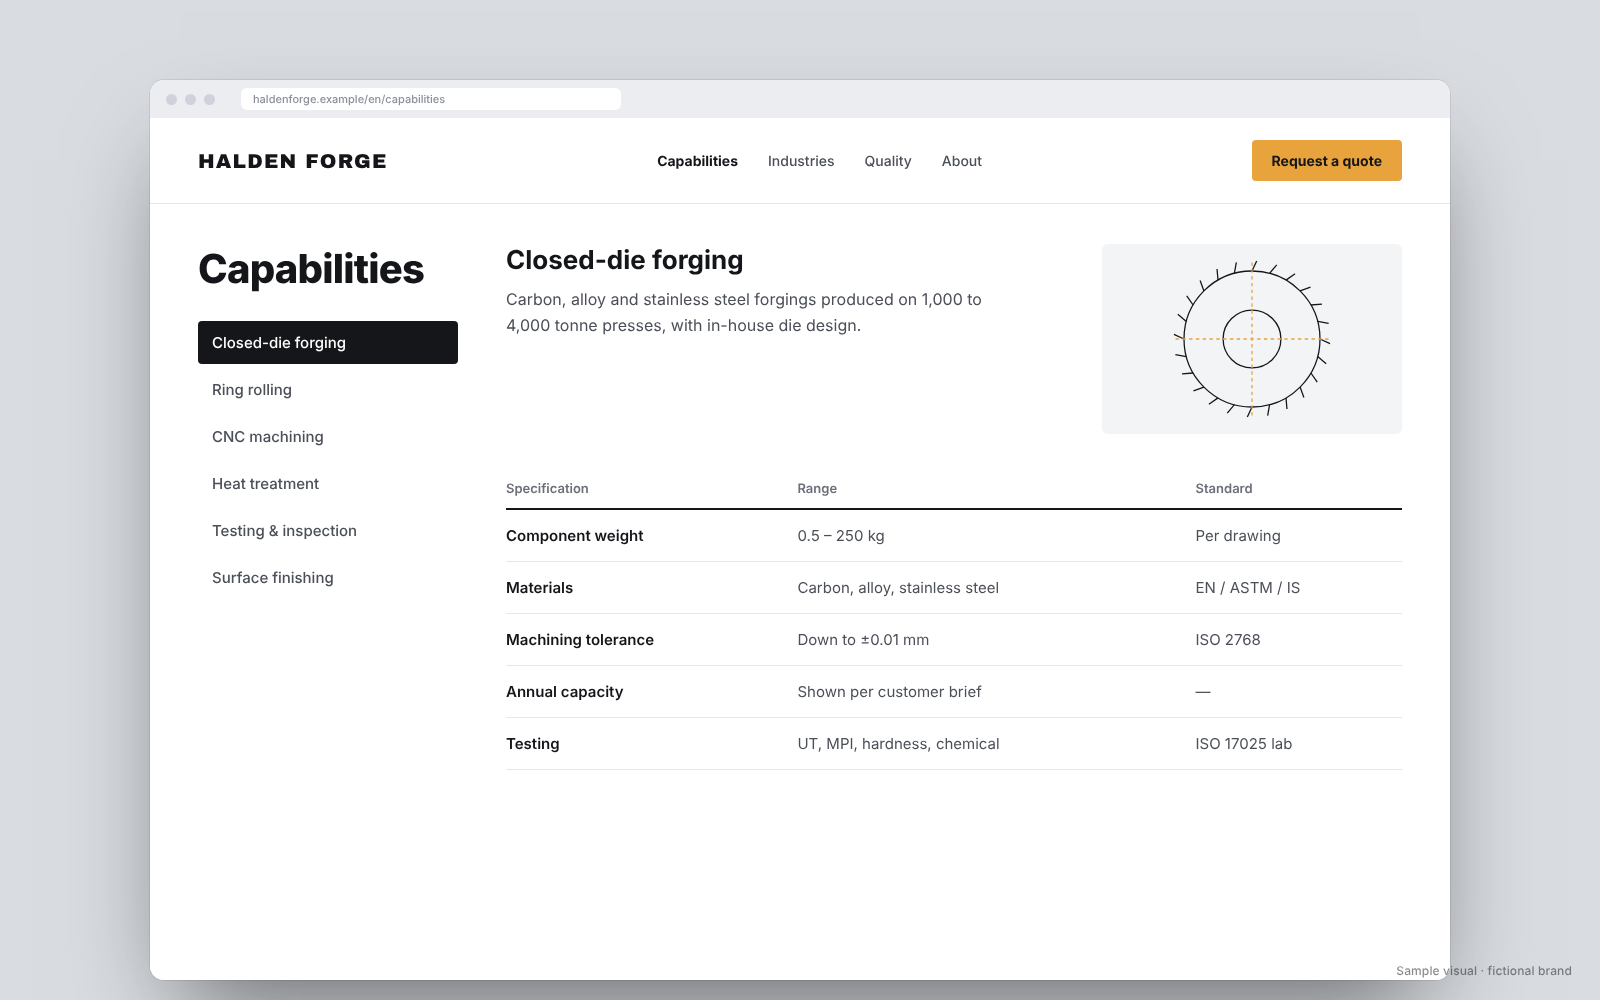 haldenforge.example/en/capabilities
HALDEN FORGE
Capabilities Industries Quality About
Request a quote
Capabilities
Closed-die forging
Ring rolling
CNC machining
Heat treatment
Testing & inspection
Surface finishing
Closed-die forging
Carbon, alloy and stainless steel forgings produced on 1,000 to
4,000 tonne presses, with in-house die design.
Specification Range Standard
Component weight 0.5 – 250 kg Per drawing
Materials Carbon, alloy, stainless steel EN / ASTM / IS
Machining tolerance Down to ±0.01 mm ISO 2768
Annual capacity Shown per customer brief —
Testing UT, MPI, hardness, chemical ISO 17025 lab
Sample visual · fictional brand